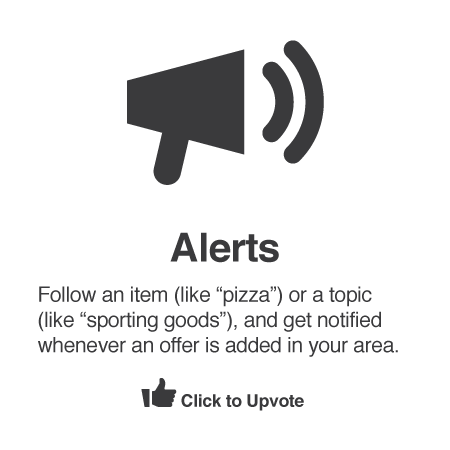 Alerts
Follow an item (like “pizza”) or a topic
(like “sporting goods”), and get notified
whenever an offer is added in your area.
Click to Upvote